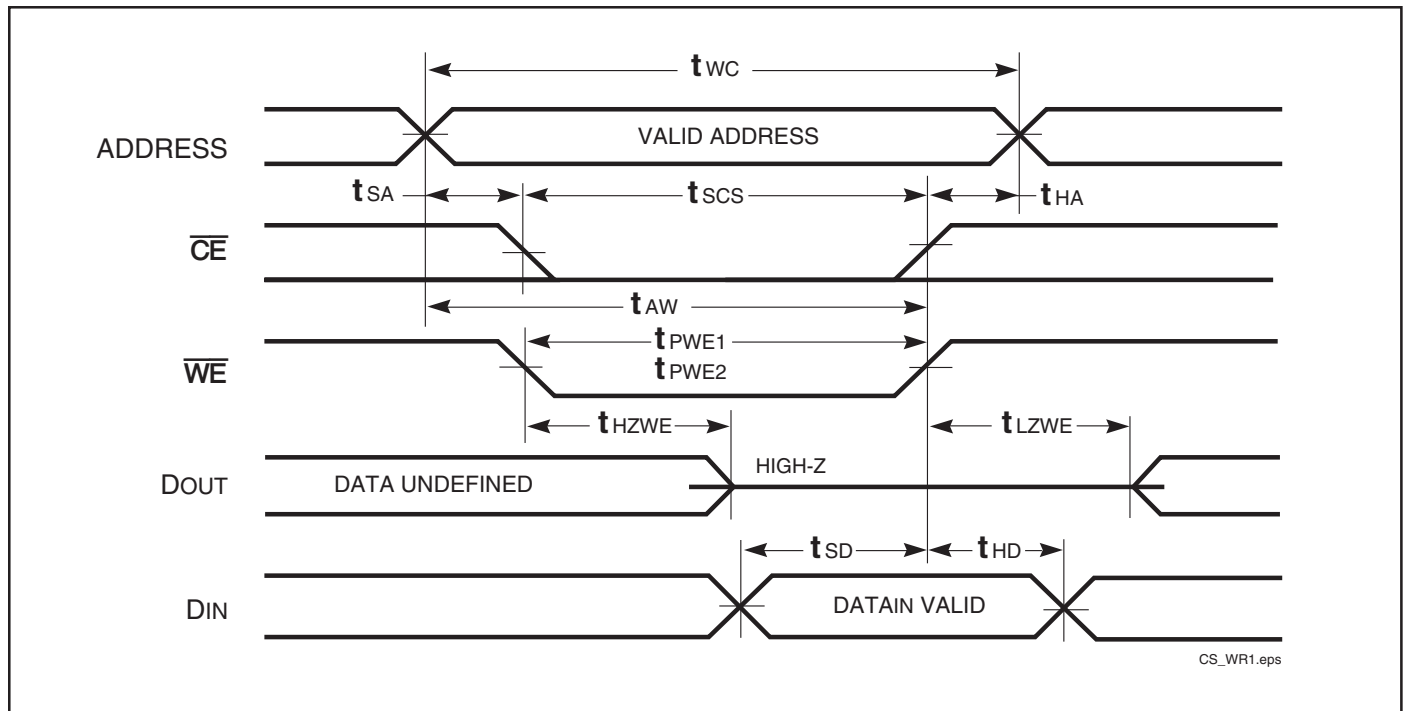 tWC
ADDRESS
VALID ADDRESS
tSA
tSCS
tHA
CE
tAW
tPWE1
WE
tPWE2
tHZWE
tLZWE
HIGH-Z
DOUT
DATA UNDEFINED
tSD
tHD
DIN
DATAIN VALID
CS_WR1.eps